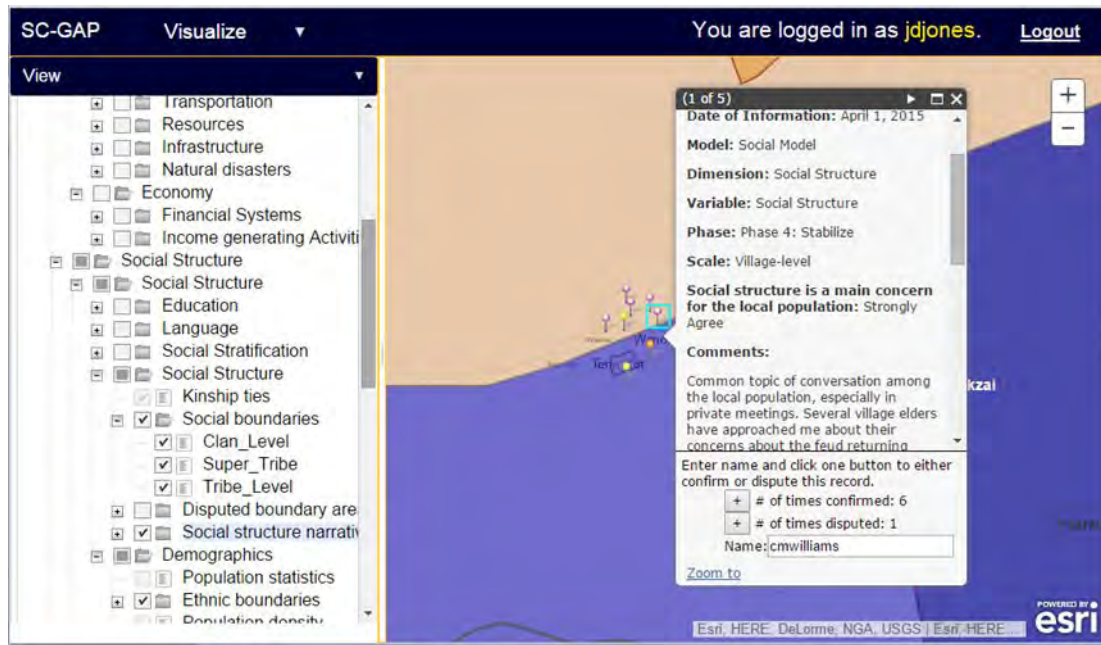 SC-GAP Visualize You are logged in as jdjones. Logout
View
Transportation
Resources
Infrastructure
Natural disasters
Economy
Financial Systems
Income generating Activiti
Social Structure
Social Structure
Education
Language
Social Stratification
Social Structure
Kinship ties
Social boundaries
Clan_Level
Super_Tribe
Tribe_Level
Disputed boundary are
Social structure narrativ
Demographics
Population statistics
Ethnic boundaries
Population density
(1 of 5)
Date of Information: April 1, 2015
Model: Social Model
Dimension: Social Structure
Variable: Social Structure
Phase: Phase 4: Stabilize
Scale: Village-level
Social structure is a main concern
for the local population: Strongly
Agree
Comments:
Common topic of conversation among
the local population, especially in
private meetings. Several village elders
have approached me about their
concerns about the feud returning
Enter name and click one button to either
confirm or dispute this record.
+ # of times confirmed: 6
+ # of times disputed: 1
Name: cmwilliams
Zoom to
+
−
kzai
Esri, HERE, DeLorme, NGA, USGS | Esri, HERE...
POWERED BY
esri